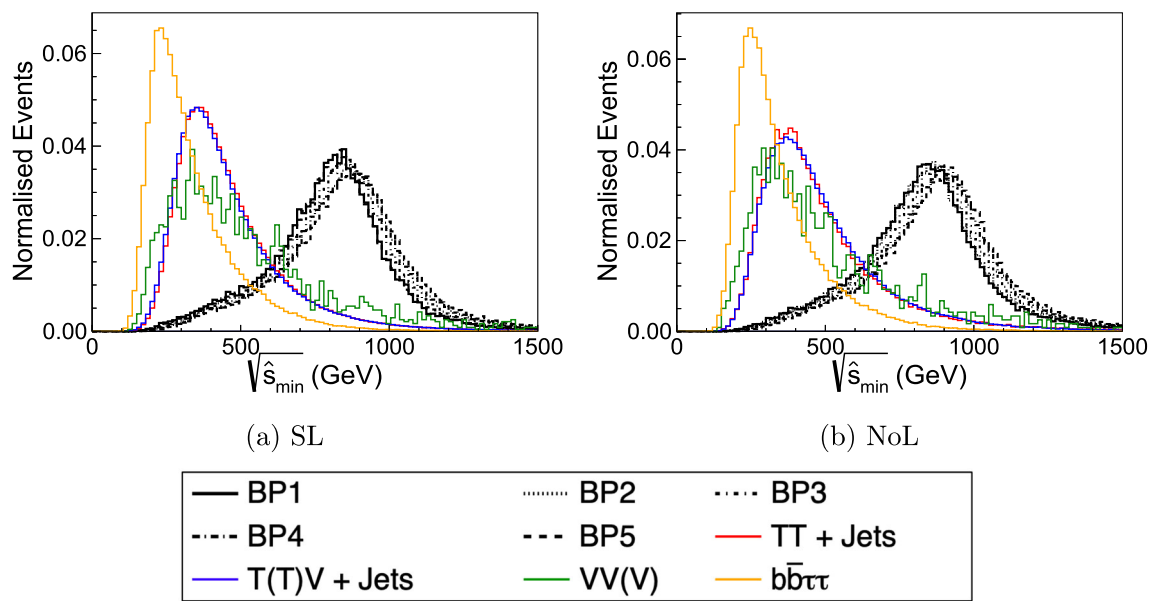 Normalised Events
0.06
0.04
0.02
0.00
0 500 1000 1500
√ŝmin (GeV)
(a) SL
Normalised Events
0.06
0.04
0.02
0.00
0 500 1000 1500
√ŝmin (GeV)
(b) NoL
BP1 BP2 BP3
BP4 BP5 TT + Jets
T(T)V + Jets VV(V) bb̄ττ